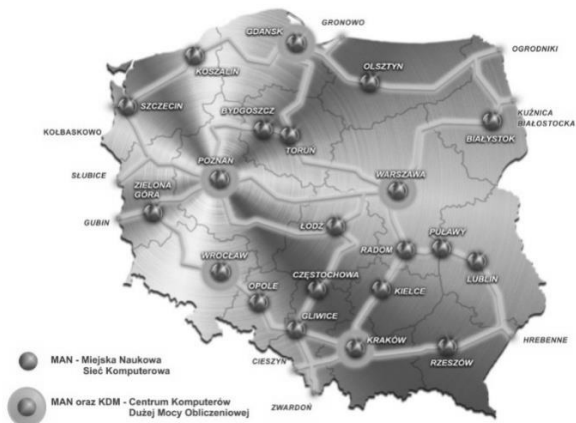 GDAŃSK
GRONOWO
OGRODNIKI
KOSZALIN
OLSZTYN
SZCZECIN
BYDGOSZCZ
KUŹNICA
BIAŁOSTOCKA
KOŁBASKOWO
TORUŃ
BIAŁYSTOK
POZNAŃ
SŁUBICE
WARSZAWA
ZIELONA
GÓRA
GUBIN
ŁÓDŹ
PUŁAWY
RADOM
WROCŁAW
LUBLIN
CZĘSTOCHOWA
OPOLE
KIELCE
GLIWICE
KRAKÓW
HREBENNE
CIESZYN
RZESZÓW
ZWARDOŃ
MAN - Miejska Naukowa
Sieć Komputerowa
MAN oraz KDM - Centrum Komputerów
Dużej Mocy Obliczeniowej